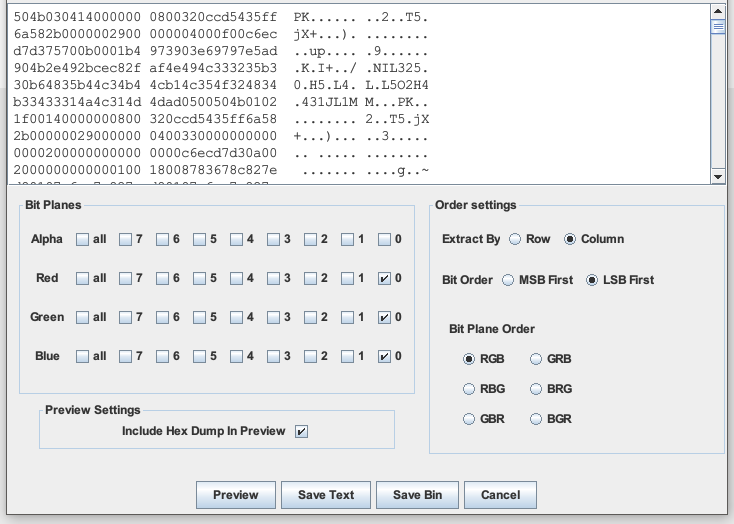 504b030414000000 0800320ccd5435ff PK...... ..2..T5.
6a582b0000002900 000004000f00c6ec jX+...). ........
d7d375700b0001b4 973903e69797e5ad ..up.... .9......
904b2e492bcec82f af4e494c333235b3 .K.I+../ .NIL325.
30b64835b44c34b4 4cb14c354f324834 0.H5.L4. L.L5O2H4
b33433314a4c314d 4dad0500504b0102 .431JL1M M...PK..
1f00140000000800 320ccd5435ff6a58 ........ 2..T5.jX
2b00000029000000 0400330000000000 +...)... ..3.....
0000200000000000 0000c6ecd7d30a00 .. ..... ........
2000000000000100 18008783678c827e  ....... ....g..~
Bit Planes
Alpha all 7 6 5 4 3 2 1 0
Red all 7 6 5 4 3 2 1 0
Green all 7 6 5 4 3 2 1 0
Blue all 7 6 5 4 3 2 1 0
Preview Settings
Include Hex Dump In Preview
Order settings
Extract By Row Column
Bit Order MSB First LSB First
Bit Plane Order
RGB GRB
RBG BRG
GBR BGR
Preview Save Text Save Bin Cancel